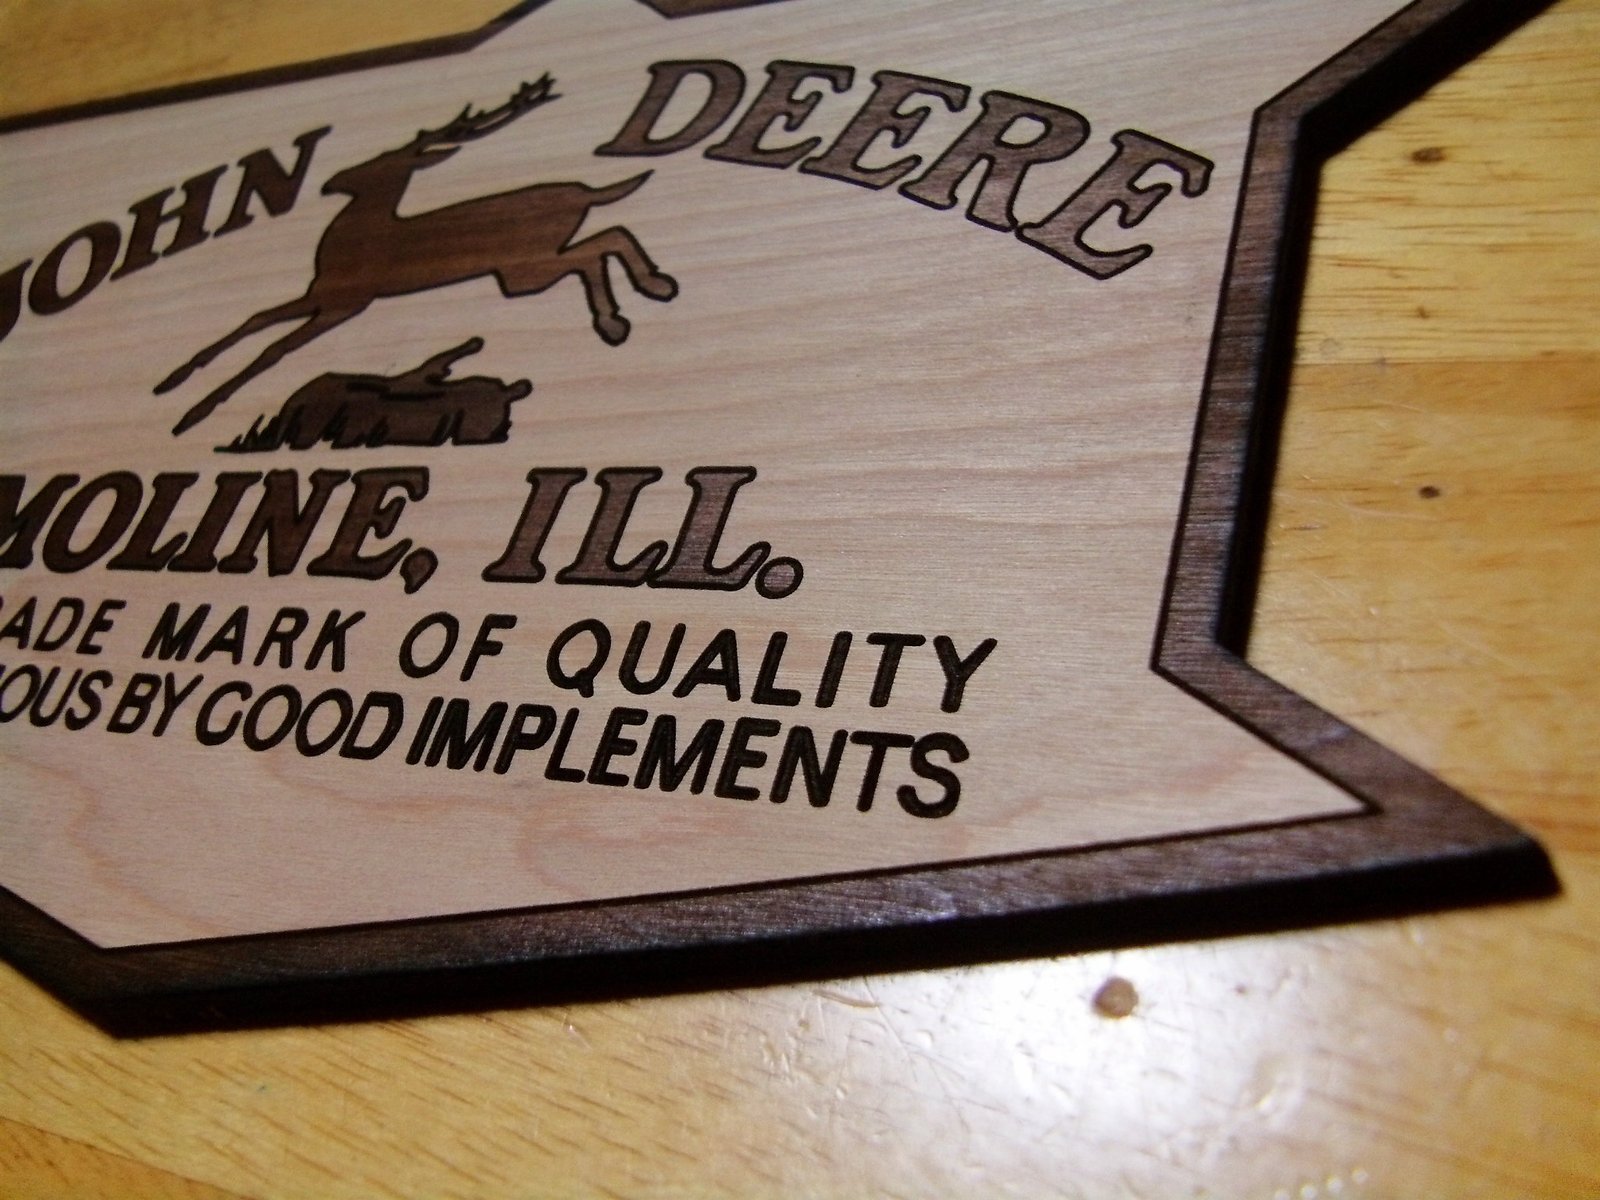 JOHN DEERE
MOLINE, ILL.
ADE MARK OF QUALITY
OUS BY GOOD IMPLEMENTS